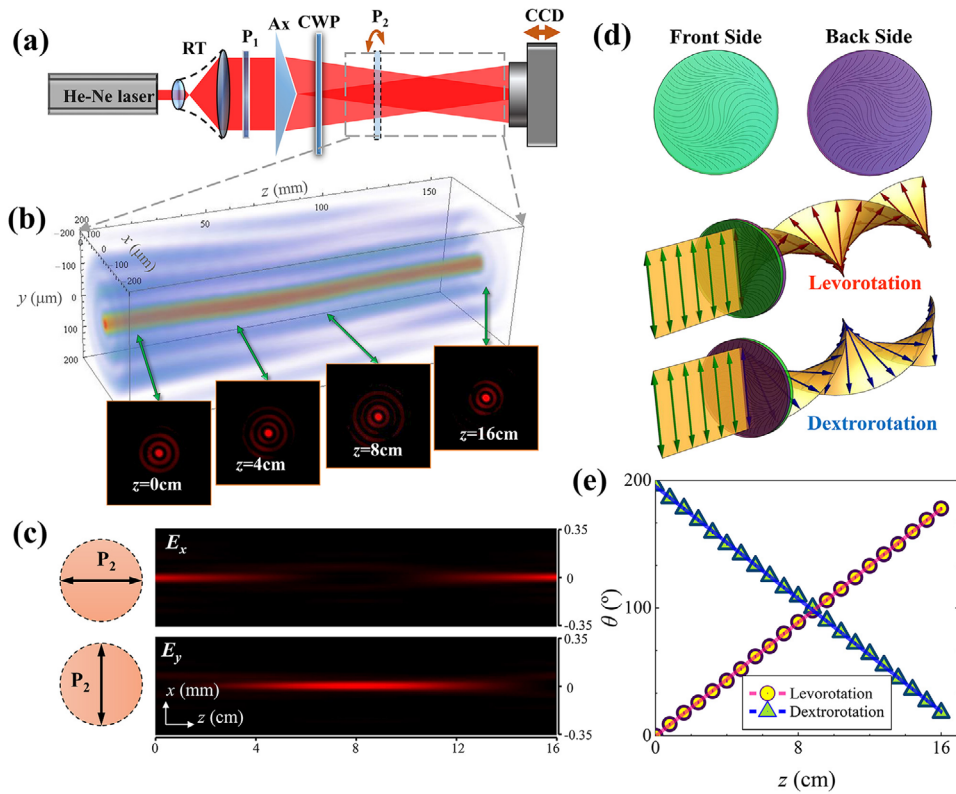 (a)
He-Ne laser
RT
P1
Ax
CWP
P2
CCD
(b)
z (mm)
50
100
150
200
100
0
100
200
x (μm)
-200
-100
y (μm)
0
100
200
z=0cm
z=4cm
z=8cm
z=16cm
(c)
P2
Ex
0.35
0
-0.35
P2
Ey
x (mm)
z (cm)
0.35
0
-0.35
0
4
8
12
16
(d)
Front Side
Back Side
Levorotation
Dextrorotation
(e)
200
100
0
θ (º)
Levorotation
Dextrorotation
0
8
16
z (cm)